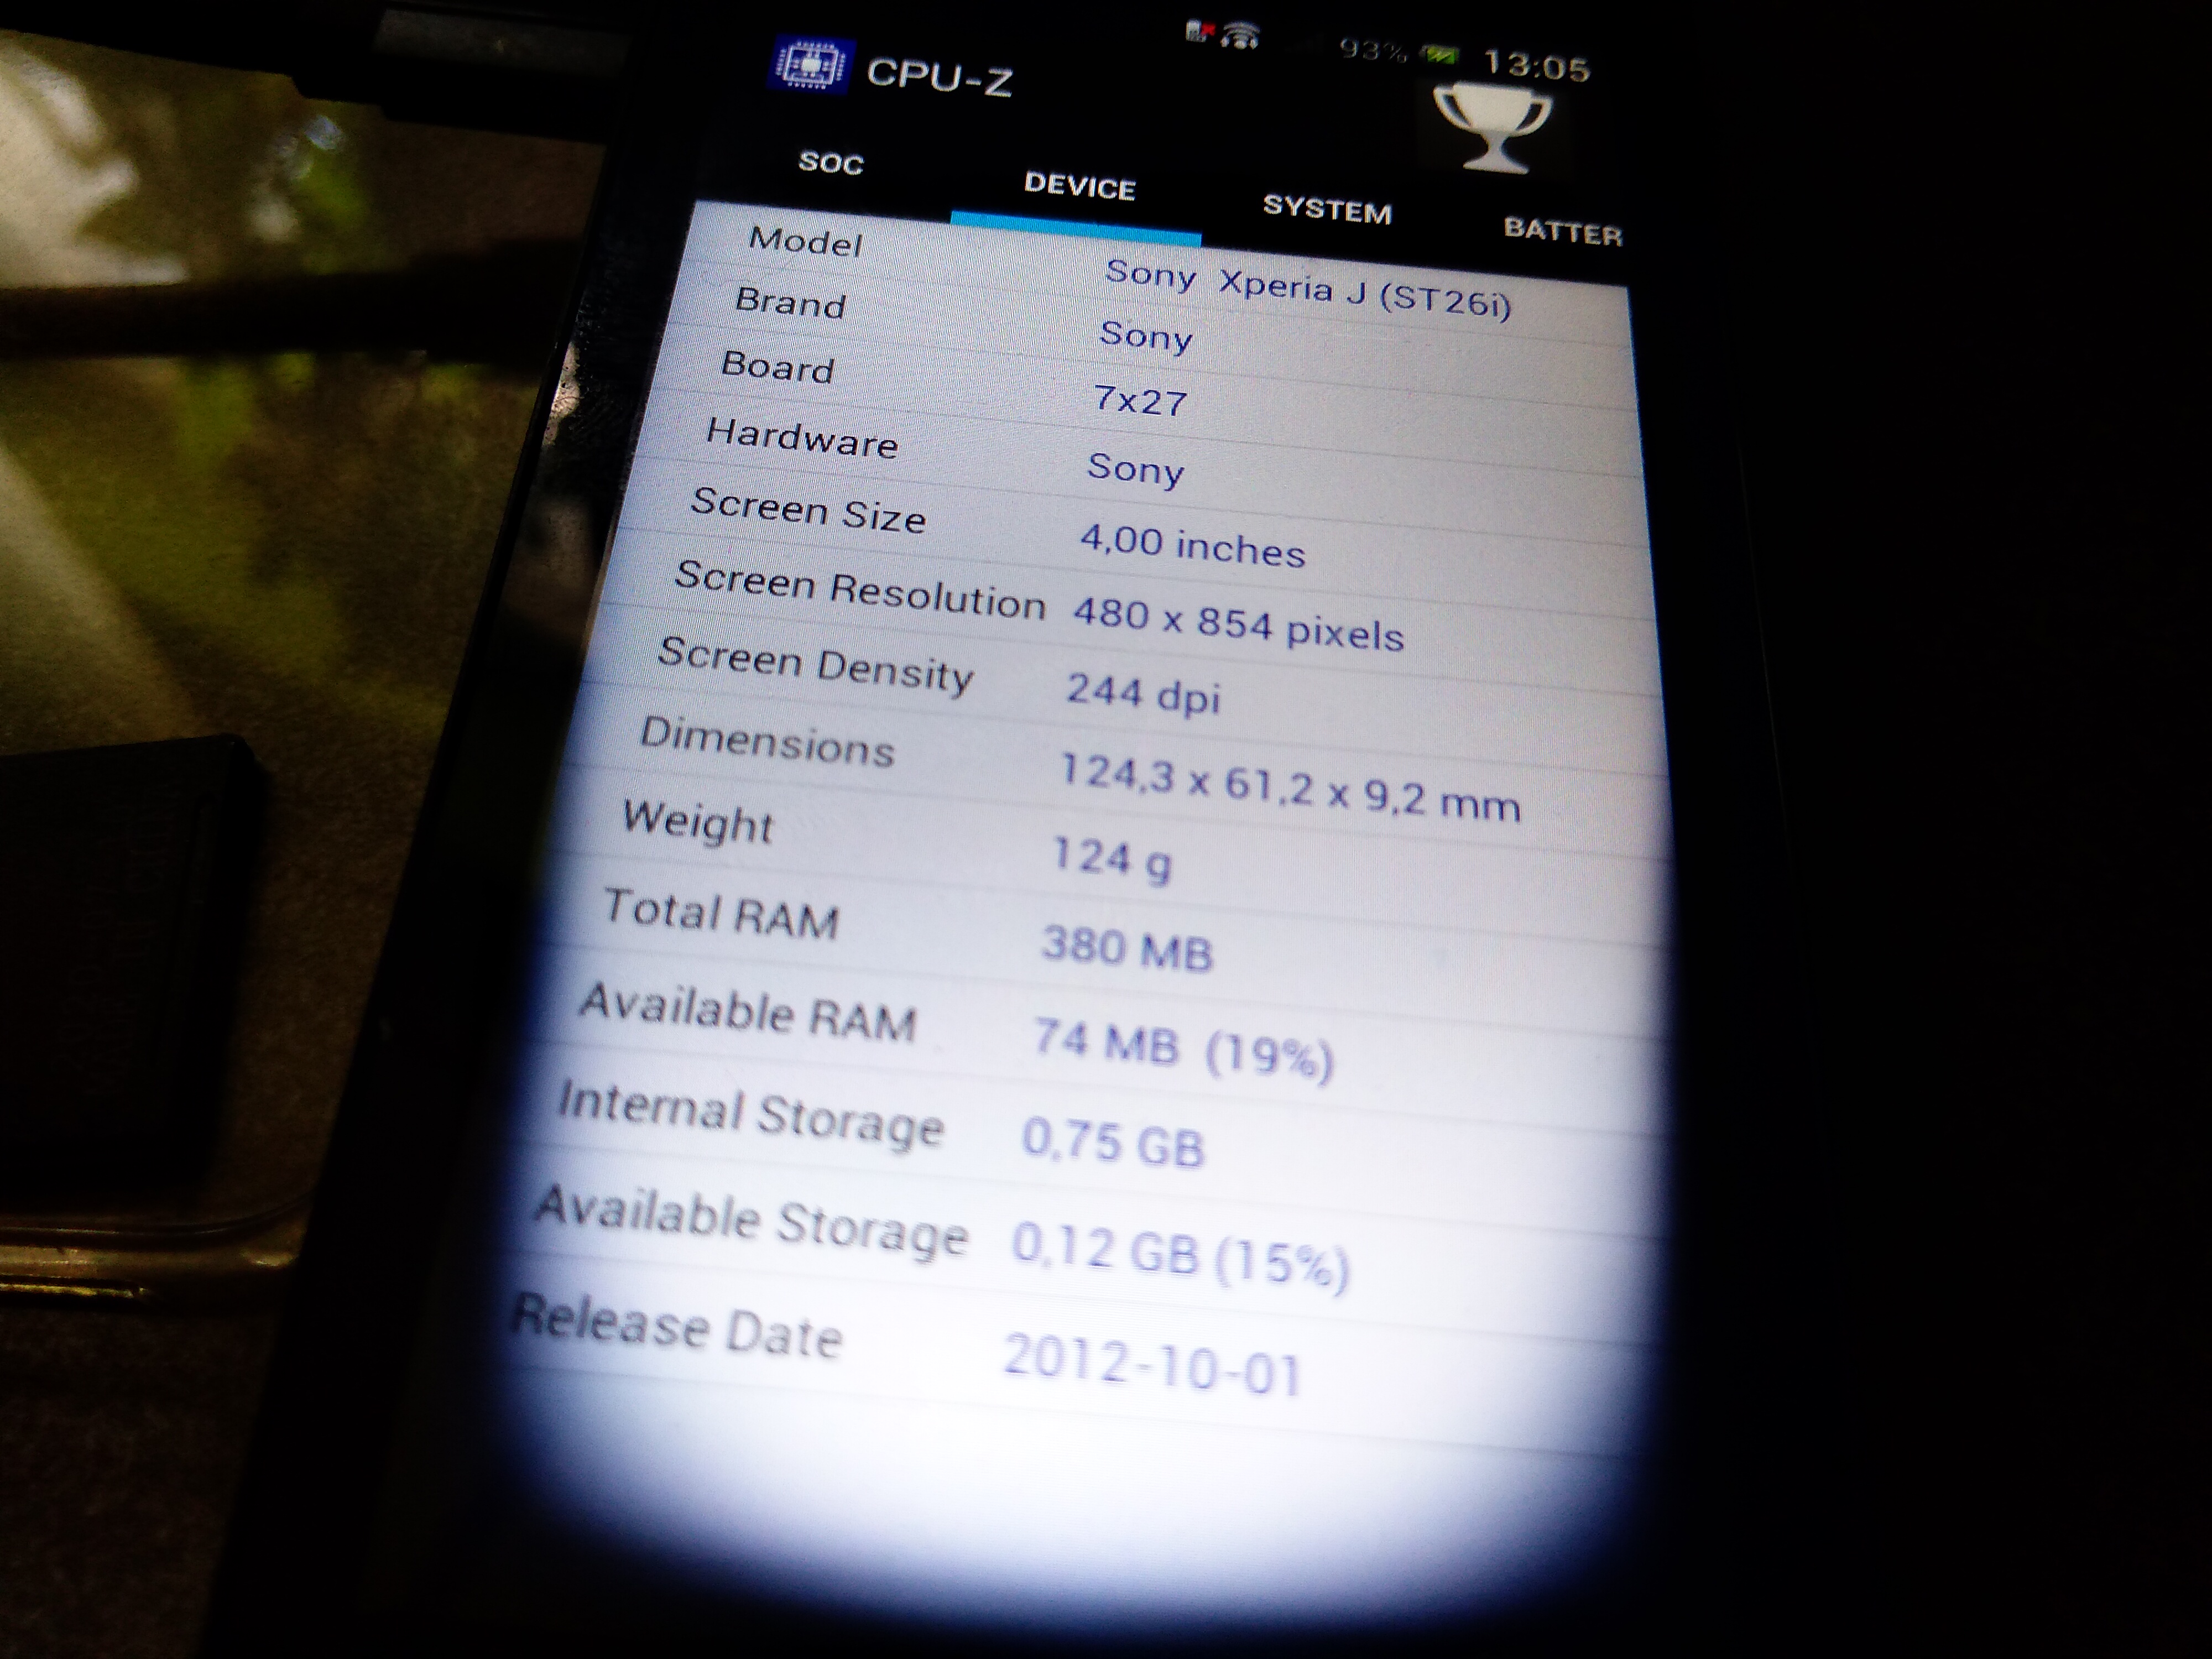 93% 13:05
CPU-Z
SOC DEVICE SYSTEM BATTER
Model Sony Xperia J (ST26i)
Brand Sony
Board 7x27
Hardware Sony
Screen Size 4,00 inches
Screen Resolution 480 x 854 pixels
Screen Density 244 dpi
Dimensions 124,3 x 61,2 x 9,2 mm
Weight 124 g
Total RAM 380 MB
Available RAM 74 MB (19%)
Internal Storage 0,75 GB
Available Storage 0,12 GB (15%)
Release Date 2012-10-01